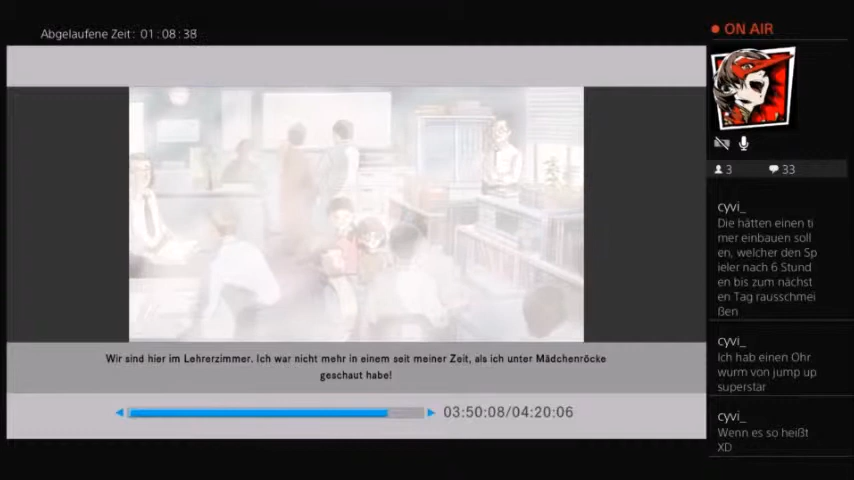 Abgelaufene Zeit: 01:08:38
ON AIR
3
33
cyvi_
Die hätten einen ti
mer einbauen soll
en, welcher den Sp
ieler nach 6 Stund
en bis zum nächst
en Tag rausschmei
ßen
cyvi_
Ich hab einen Ohr
wurm von jump up
superstar
cyvi_
Wenn es so heißt
XD
Wir sind hier im Lehrerzimmer. Ich war nicht mehr in einem seit meiner Zeit, als ich unter Mädchenröcke
geschaut habe!
03:50:08/04:20:06